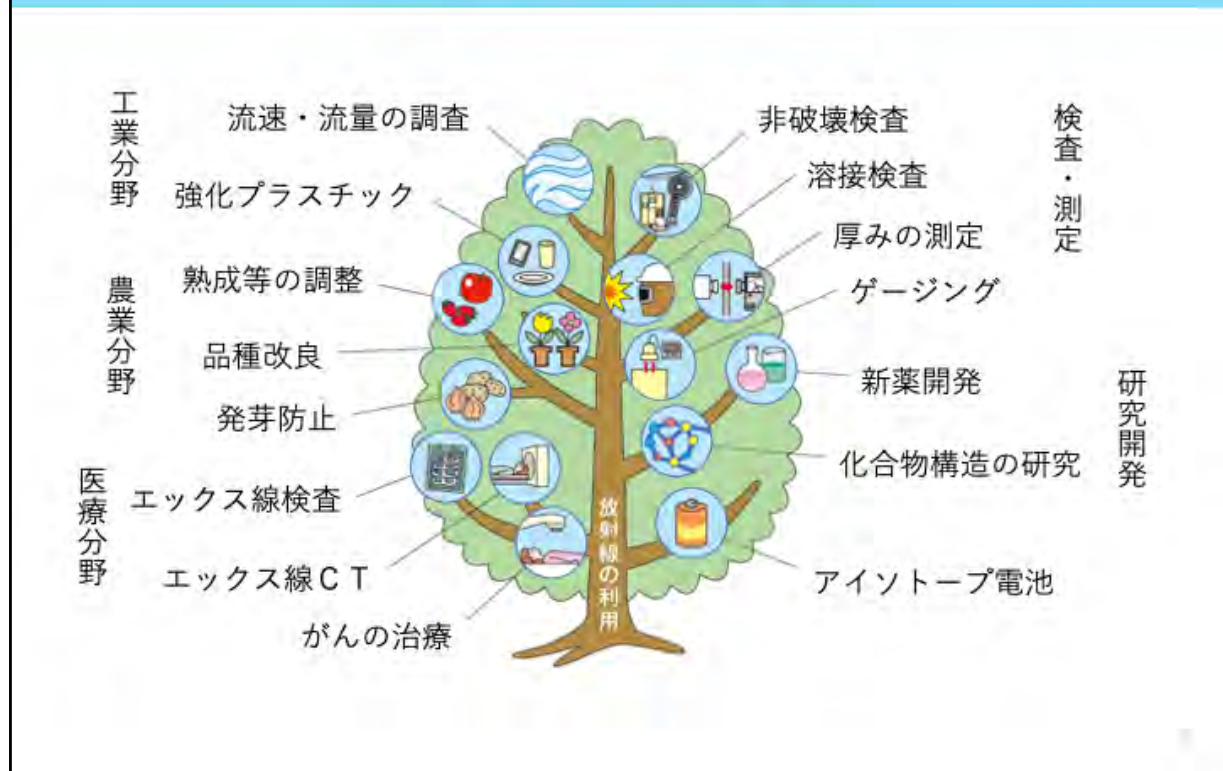 工業分野
流速・流量の調査
強化プラスチック
農業分野
熟成等の調整
品種改良
発芽防止
医療分野
エックス線検査
エックス線CT
がんの治療
放射線の利用
検査・測定
非破壊検査
溶接検査
厚みの測定
ゲージング
研究開発
新薬開発
化合物構造の研究
アイソトープ電池